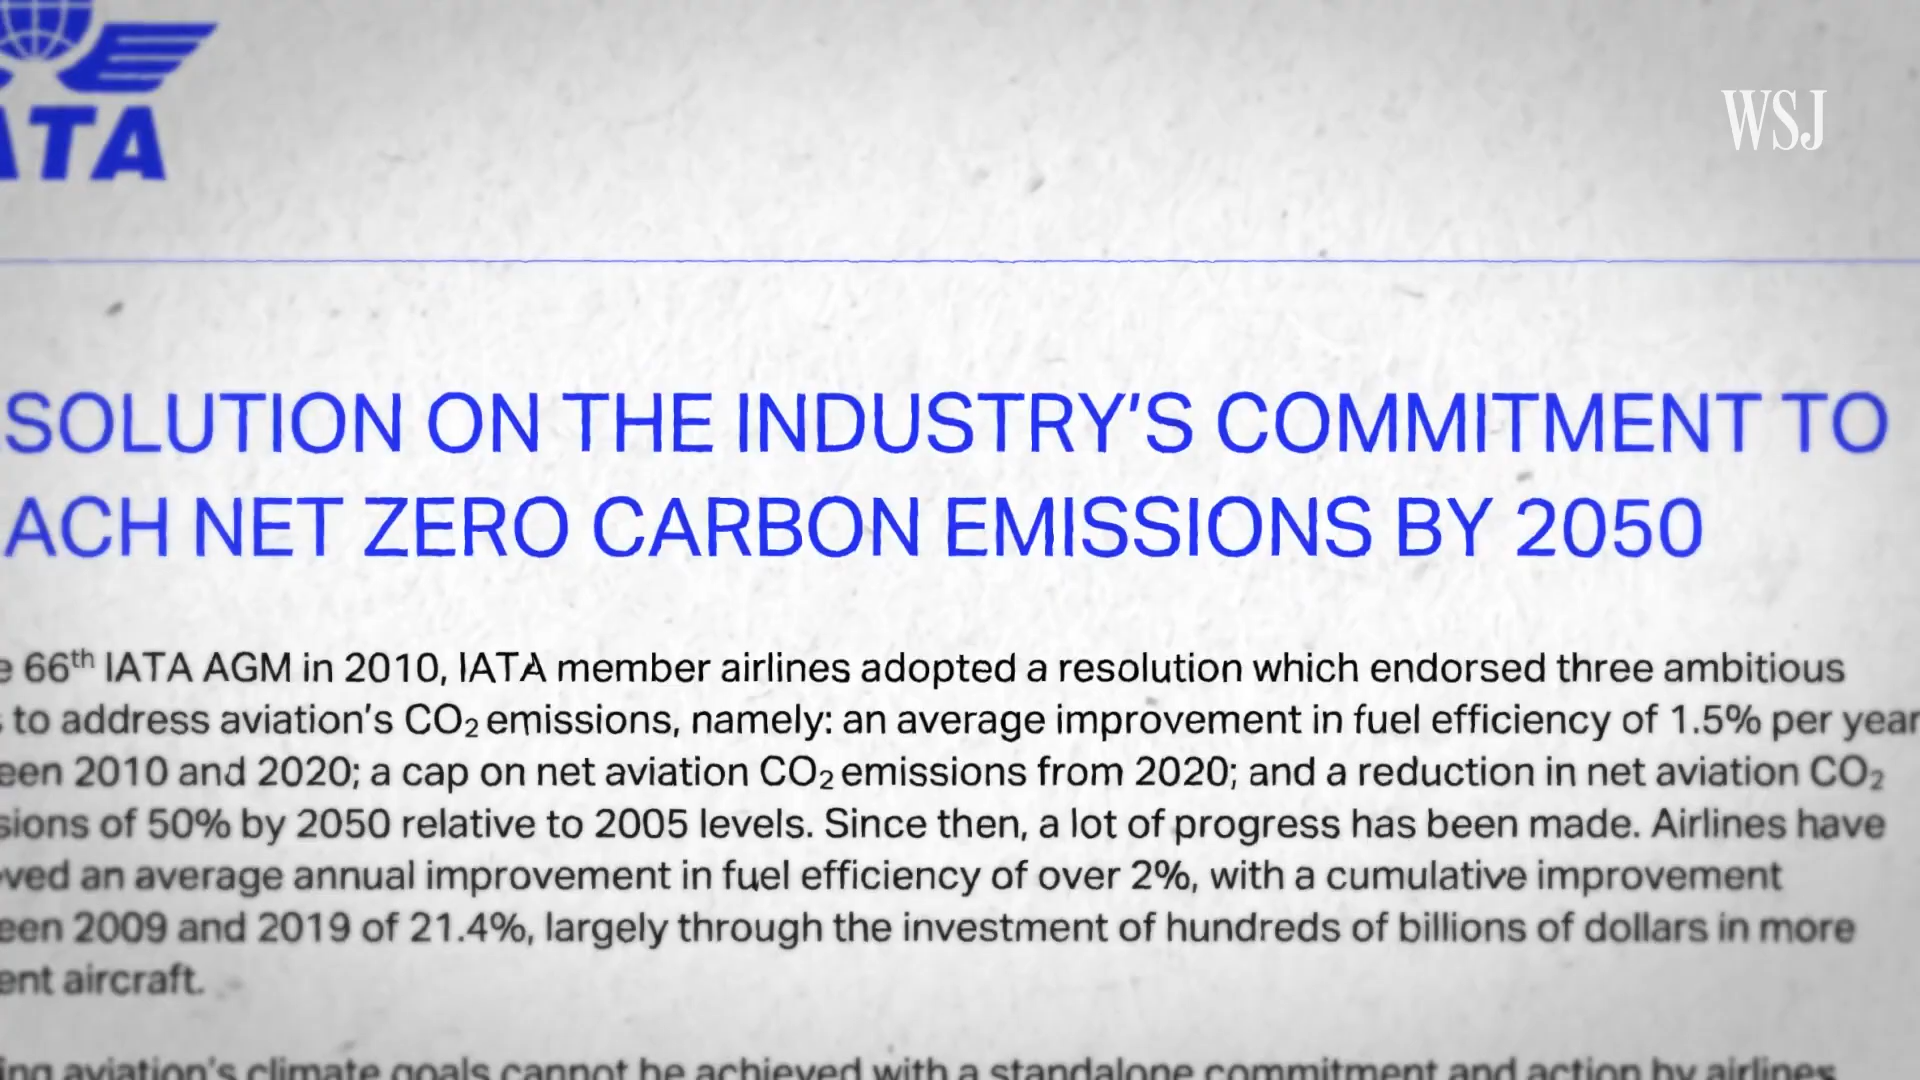 ATA
WSJ
SOLUTION ON THE INDUSTRY'S COMMITMENT TO
ACH NET ZERO CARBON EMISSIONS BY 2050
e 66th IATA AGM in 2010, IATA member airlines adopted a resolution which endorsed three ambitious
s to address aviation's CO₂ emissions, namely: an average improvement in fuel efficiency of 1.5% per year
een 2010 and 2020; a cap on net aviation CO₂ emissions from 2020; and a reduction in net aviation CO₂
sions of 50% by 2050 relative to 2005 levels. Since then, a lot of progress has been made. Airlines have
ved an average annual improvement in fuel efficiency of over 2%, with a cumulative improvement
een 2009 and 2019 of 21.4%, largely through the investment of hundreds of billions of dollars in more
ent aircraft.
ing aviation's climate goals cannot be achieved with a standalone commitment and action by airlines